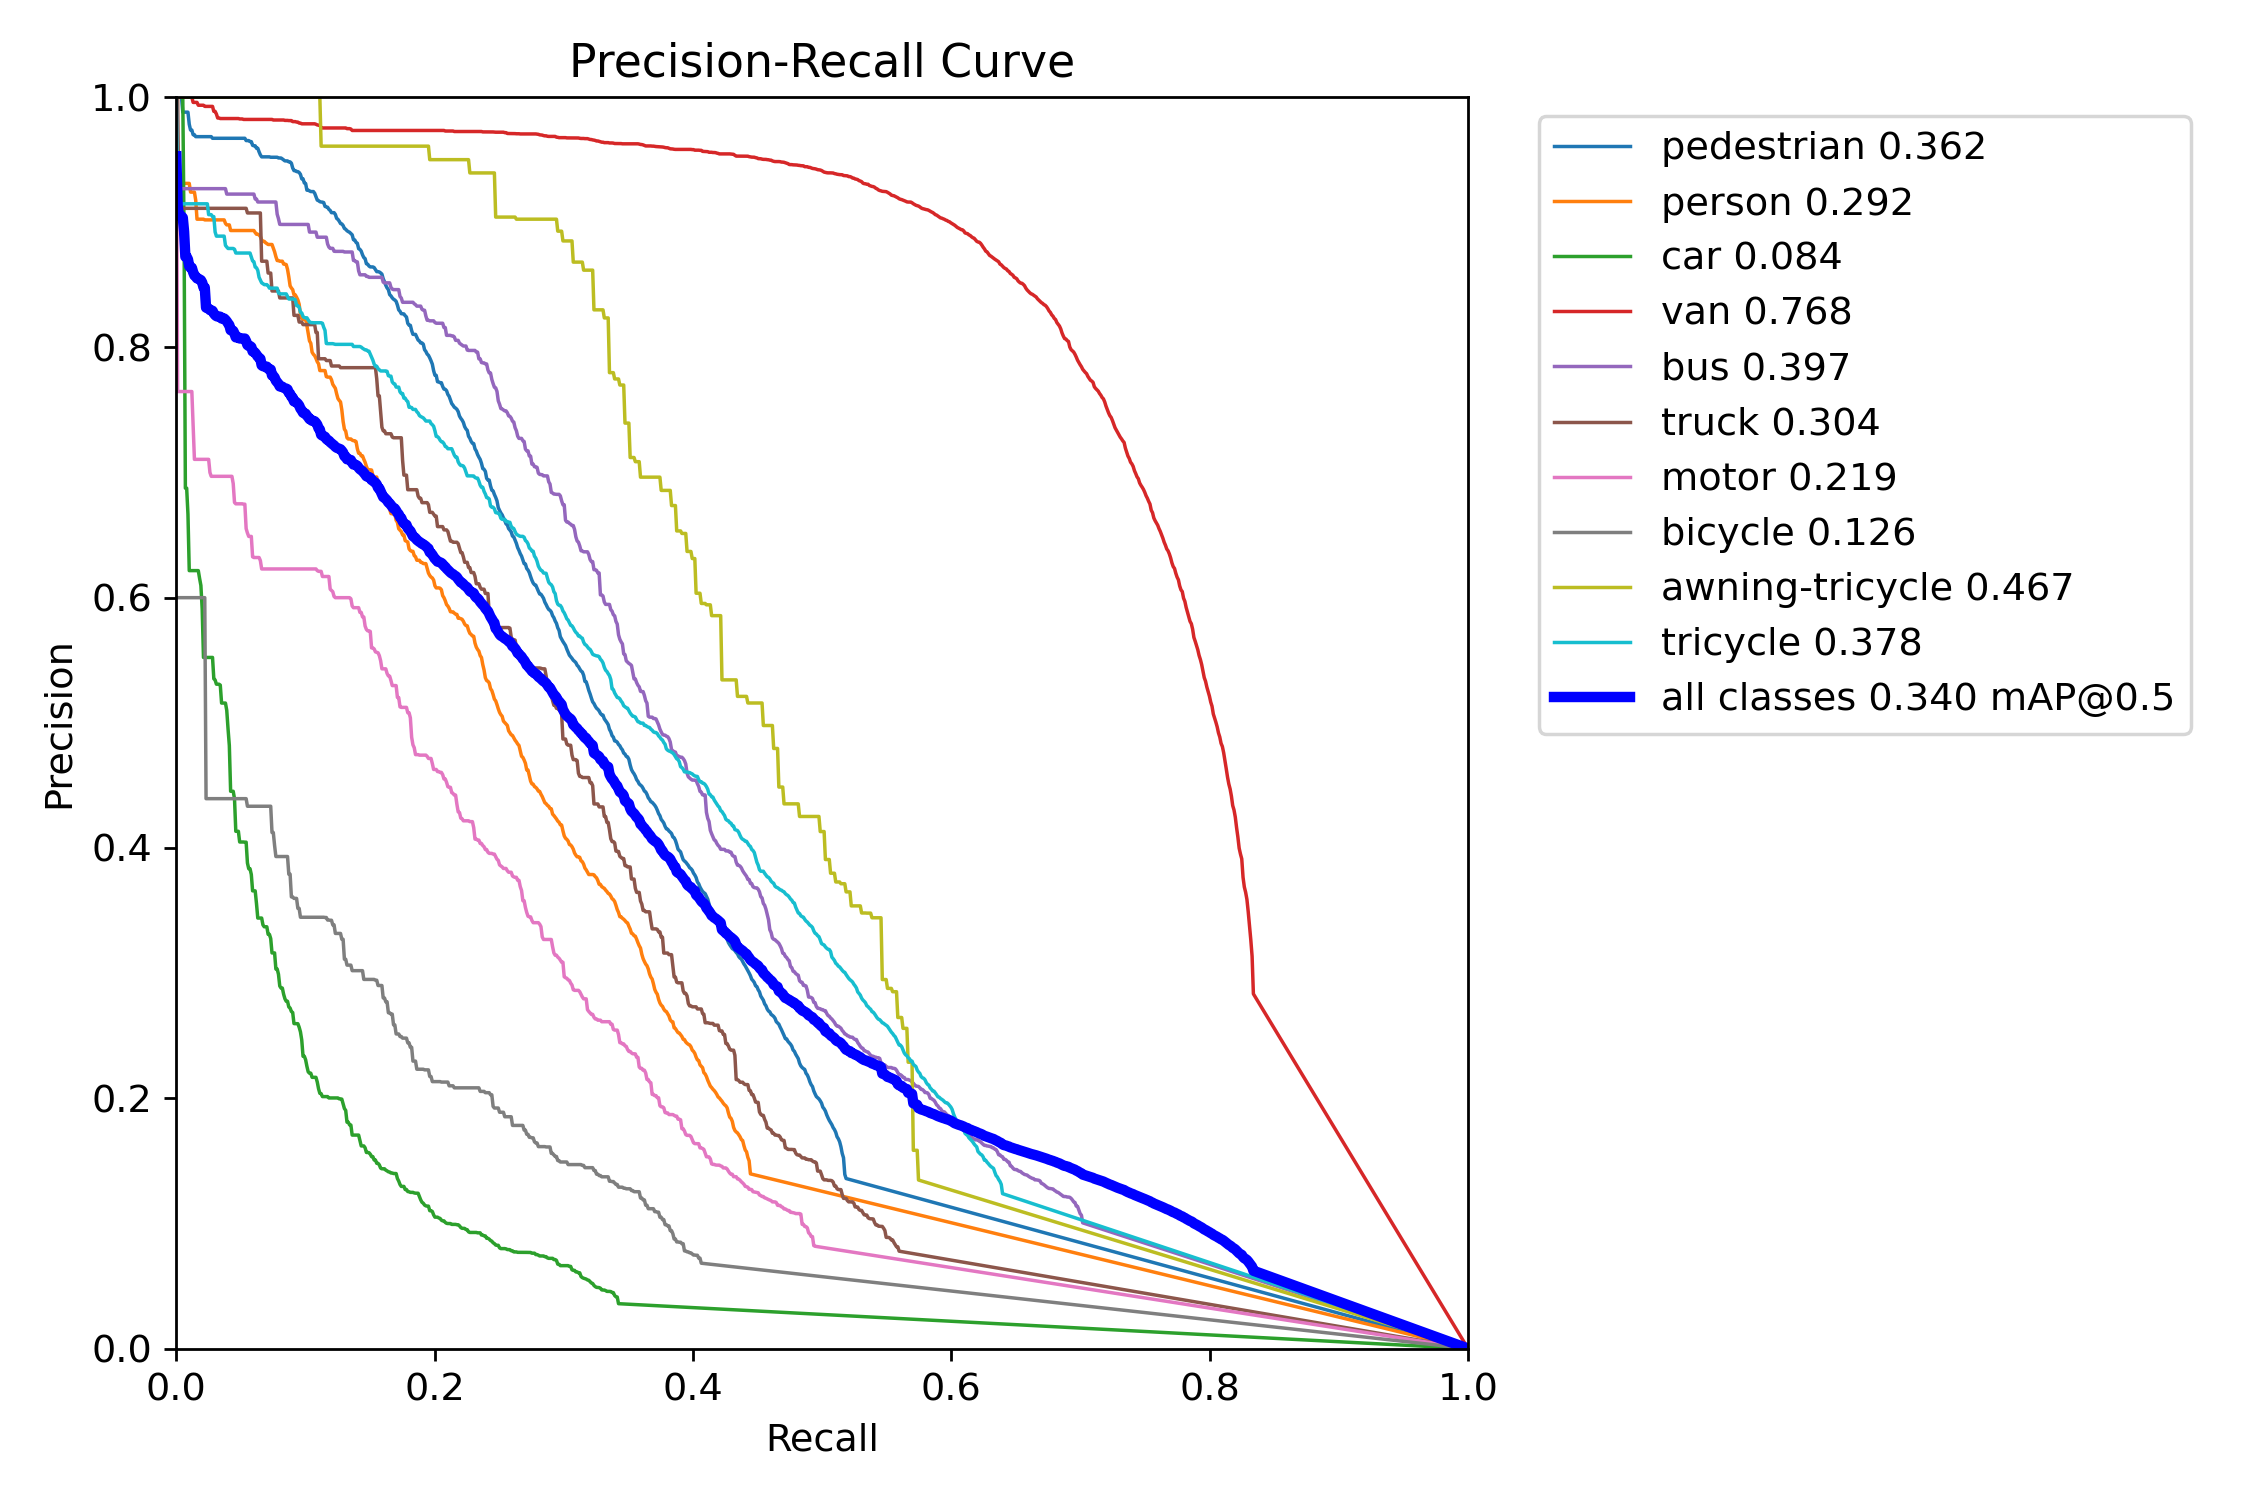 Precision-Recall Curve
1.0
0.8
0.6
0.4
0.2
0.0
Precision
0.0 0.2 0.4 0.6 0.8 1.0
Recall
pedestrian 0.362
person 0.292
car 0.084
van 0.768
bus 0.397
truck 0.304
motor 0.219
bicycle 0.126
awning-tricycle 0.467
tricycle 0.378
all classes 0.340 mAP@0.5